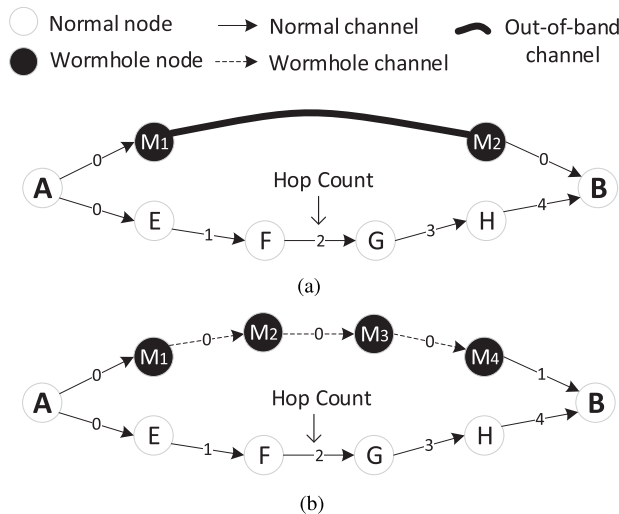 Normal node Normal channel Out-of-band
Wormhole node Wormhole channel channel
M1 M2
0 0
A Hop Count B
0 E 1 F 2 G 3 H 4
(a)
M1 0 M2 0 M3 0 M4
0 1
A Hop Count B
0 E 1 F 2 G 3 H 4
(b)